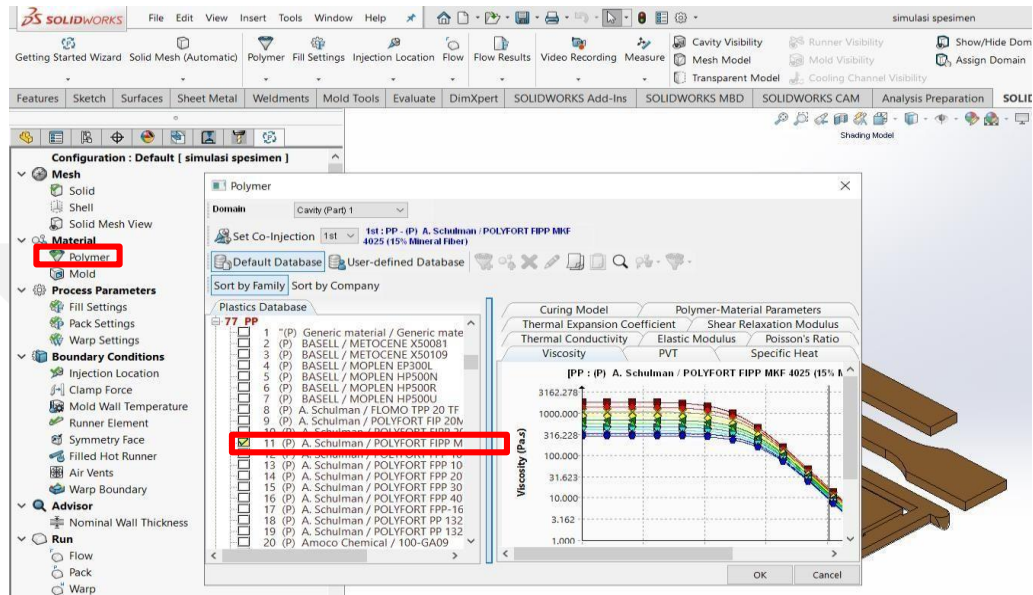 SOLIDWORKS File Edit View Insert Tools Window Help simulasi spesimen
Getting Started Wizard Solid Mesh (Automatic) Polymer Fill Settings Injection Location Flow Flow Results Video Recording Measure
Cavity Visibility Runner Visibility Show/Hide Dom
Mesh Model Mold Visibility Assign Domain
Transparent Model Cooling Channel Visibility
Features Sketch Surfaces Sheet Metal Weldments Mold Tools Evaluate DimXpert SOLIDWORKS Add-Ins SOLIDWORKS MBD SOLIDWORKS CAM Analysis Preparation SOLID
Shading Model
Configuration : Default [ simulasi spesimen ]
Mesh
Solid
Shell
Solid Mesh View
Material
Polymer
Mold
Process Parameters
Fill Settings
Pack Settings
Warp Settings
Boundary Conditions
Injection Location
Clamp Force
Mold Wall Temperature
Runner Element
Symmetry Face
Filled Hot Runner
Air Vents
Warp Boundary
Advisor
Nominal Wall Thickness
Run
Flow
Pack
Warp
Polymer
Domain Cavity (Part) 1
Set Co-Injection 1st 1st : PP - (P) A. Schulman / POLYFORT FIPP MKF
4025 (15% Mineral Fiber)
Default Database User-defined Database
Sort by Family Sort by Company
Plastics Database
77 PP
1 "(P) Generic material / Generic mate
2 (P) BASELL / METOCENE X50081
3 (P) BASELL / METOCENE X50109
4 (P) BASELL / MOPLEN EP300L
5 (P) BASELL / MOPLEN HP500N
6 (P) BASELL / MOPLEN HP500R
7 (P) BASELL / MOPLEN HP500U
8 (P) A. Schulman / FLOMO TPP 20 TF
9 (P) A. Schulman / POLYFORT FIP 20M
10 (P) A. Schulman / POLYFORT FIPP
11 (P) A. Schulman / POLYFORT FIPP M
12 (P) A. Schulman / POLYFORT FPP 10
13 (P) A. Schulman / POLYFORT FPP 10
14 (P) A. Schulman / POLYFORT FPP 20
15 (P) A. Schulman / POLYFORT FPP 30
16 (P) A. Schulman / POLYFORT FPP 40
17 (P) A. Schulman / POLYFORT FPP-16
18 (P) A. Schulman / POLYFORT PP 132
19 (P) A. Schulman / POLYFORT PP 132
20 (P) Amoco Chemical / 100-GA09
Curing Model Polymer-Material Parameters
Thermal Expansion Coefficient Shear Relaxation Modulus
Thermal Conductivity Elastic Modulus Poisson's Ratio
Viscosity PVT Specific Heat
[PP : (P) A. Schulman / POLYFORT FIPP MKF 4025 (15% M
Viscosity (Pa.s)
3162.278
1000.000
316.228
100.000
31.623
10.000
3.162
1.000
OK Cancel